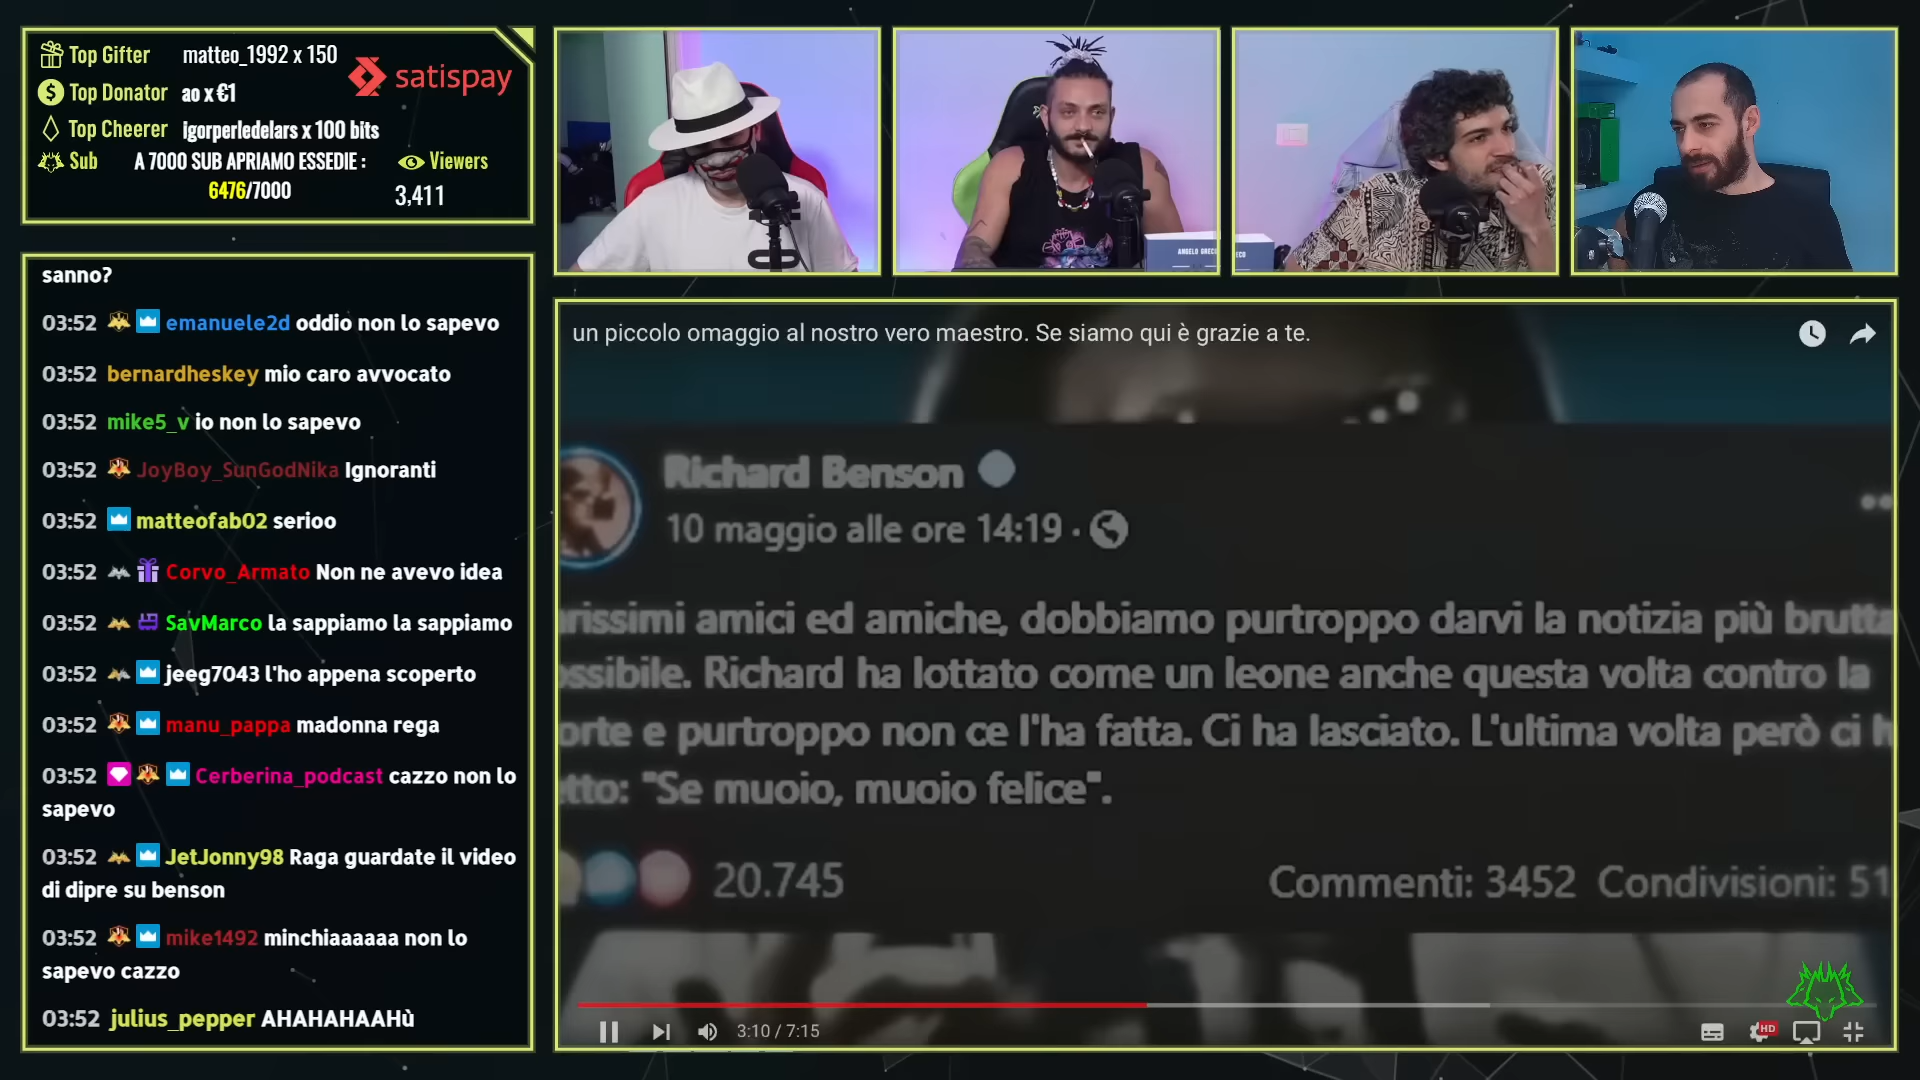 Top Gifter matteo_1992 x 150
satispay
Top Donator ao x €1
Top Cheerer igorperledelars x 100 bits
Sub A 7000 SUB APRIAMO ESSEDIE :
6476/7000
Viewers
3,411
sanno?
03:52 emanuele2d oddio non lo sapevo
03:52 bernardheskey mio caro avvocato
03:52 mike5_v io non lo sapevo
03:52 JoyBoy_SunGodNika Ignoranti
03:52 matteofab02 serioo
03:52 Corvo_Armato Non ne avevo idea
03:52 SavMarco la sappiamo la sappiamo
03:52 jeeg7043 l'ho appena scoperto
03:52 manu_pappa madonna rega
03:52 Cerberina_podcast cazzo non lo
sapevo
03:52 JetJonny98 Raga guardate il video
di dipre su benson
03:52 mike1492 minchiaaaaaa non lo
sapevo cazzo
03:52 julius_pepper AHAHAHAAHù
ANGELO GRECO
un piccolo omaggio al nostro vero maestro. Se siamo qui è grazie a te.
Richard Benson
10 maggio alle ore 14:19
rissimi amici ed amiche, dobbiamo purtroppo darvi la notizia più brutta
ssibile. Richard ha lottato come un leone anche questa volta contro la
orte e purtroppo non ce l'ha fatta. Ci ha lasciato. L'ultima volta però ci h
etto: "Se muoio, muoio felice".
20.745
Commenti: 3452 Condivisioni: 51
3:10 / 7:15
HD